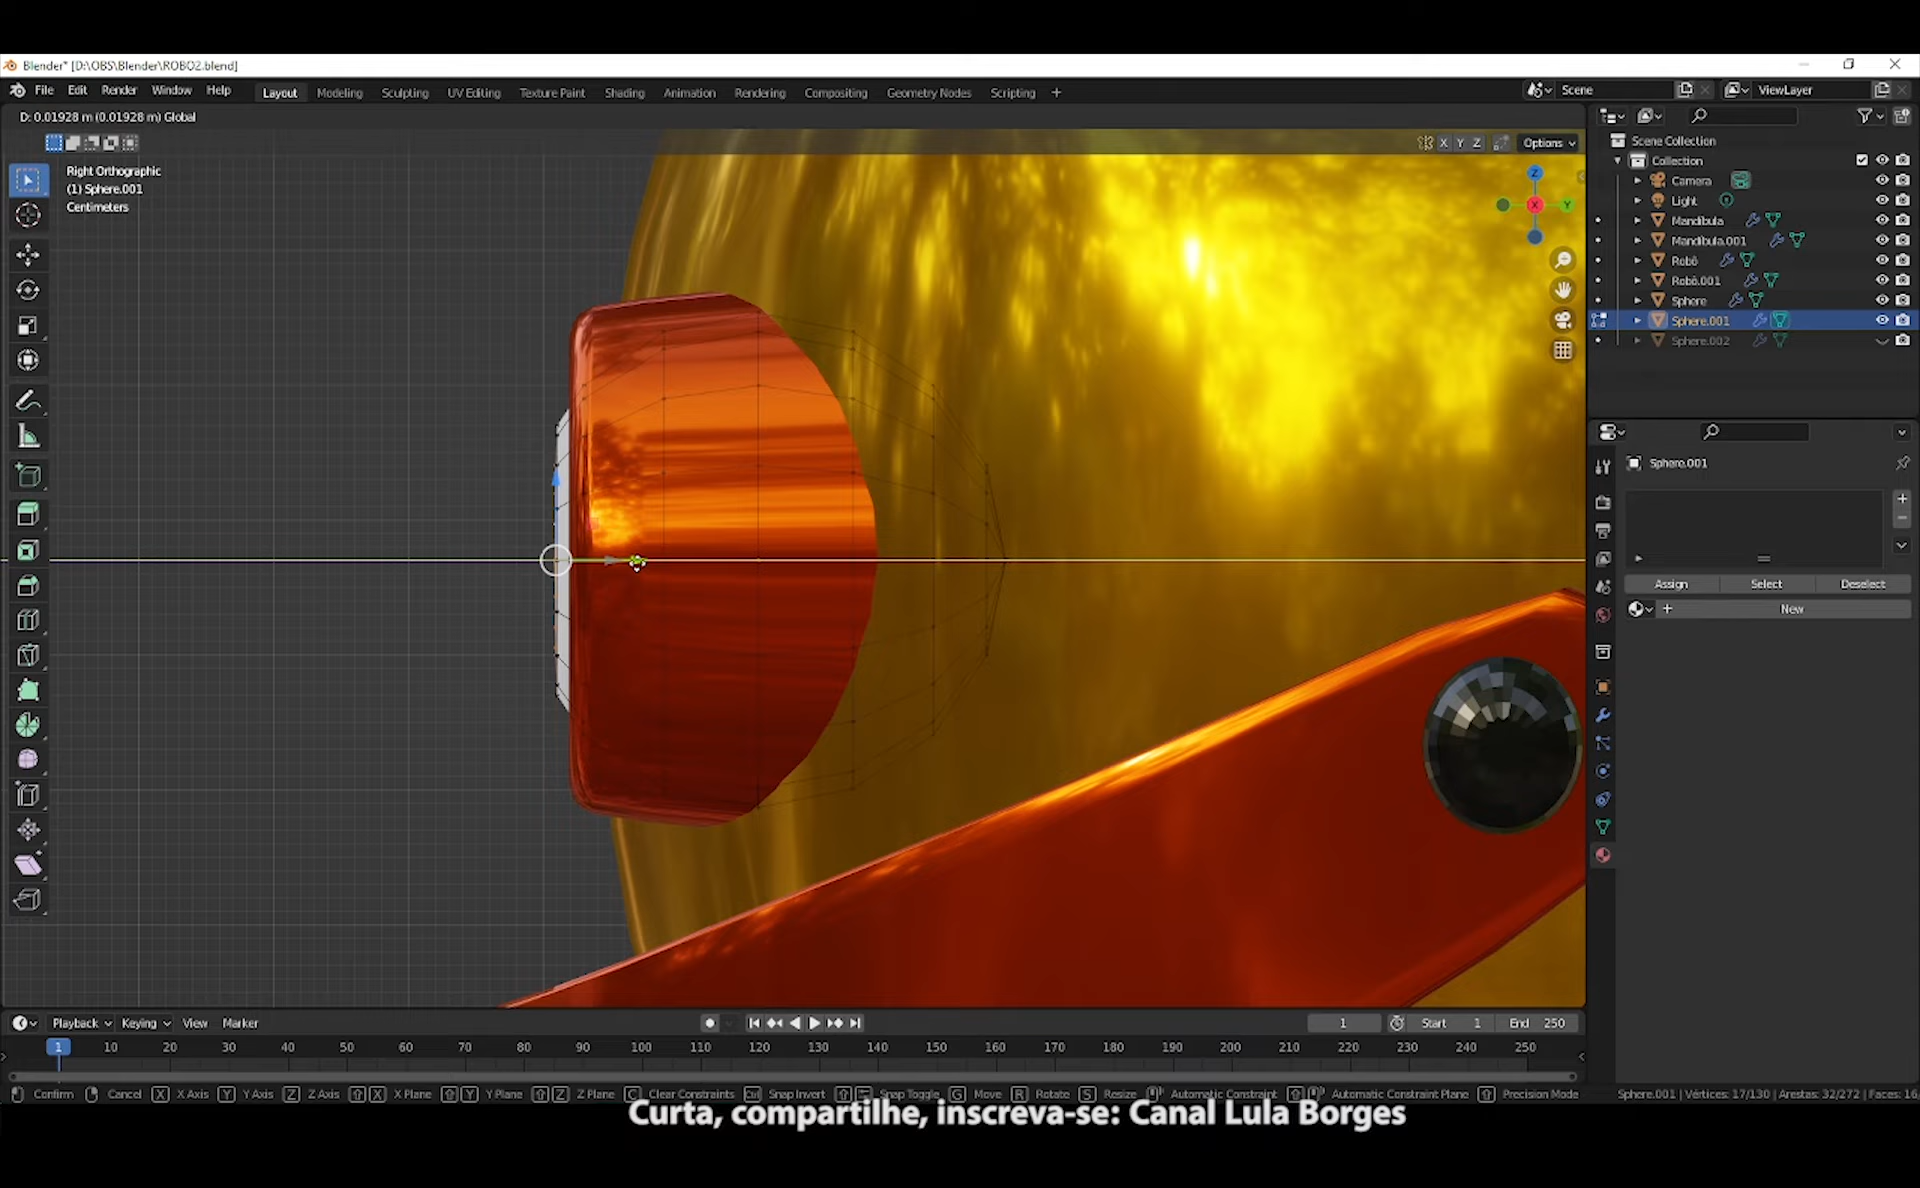 Blender* [D:\OBS\Blender\ROBO2.blend]
File Edit Render Window Help Layout Modeling Sculpting UV Editing Texture Paint Shading Animation Rendering Compositing Geometry Nodes Scripting + Scene ViewLayer
D: 0.01928 m (0.01928 m) Global
X Y Z Options
Right Orthographic
(1) Sphere.001
Centimeters
Z
X
Y
Scene Collection
Collection
Camera
Light
Mandibula
Mandibula.001
Robô
Robô.001
Sphere
Sphere.001
Sphere.002
Sphere.001
Assign Select Deselect
New
Playback Keying View Marker 1 Start 1 End 250
1 10 20 30 40 50 60 70 80 90 100 110 120 130 140 150 160 170 180 190 200 210 220 230 240 250
Confirm Cancel X X Axis Y Y Axis Z Z Axis X X Plane Y Y Plane Z Z Plane C Clear Constraints Snap Invert Snap Toggle G Move R Rotate S Resize Automatic Constraint Automatic Constraint Plane Precision Mode Sphere.001 | Vértices: 17/130 | Arestas: 32/272 | Faces: 16
Curta, compartilhe, inscreva-se: Canal Lula Borges